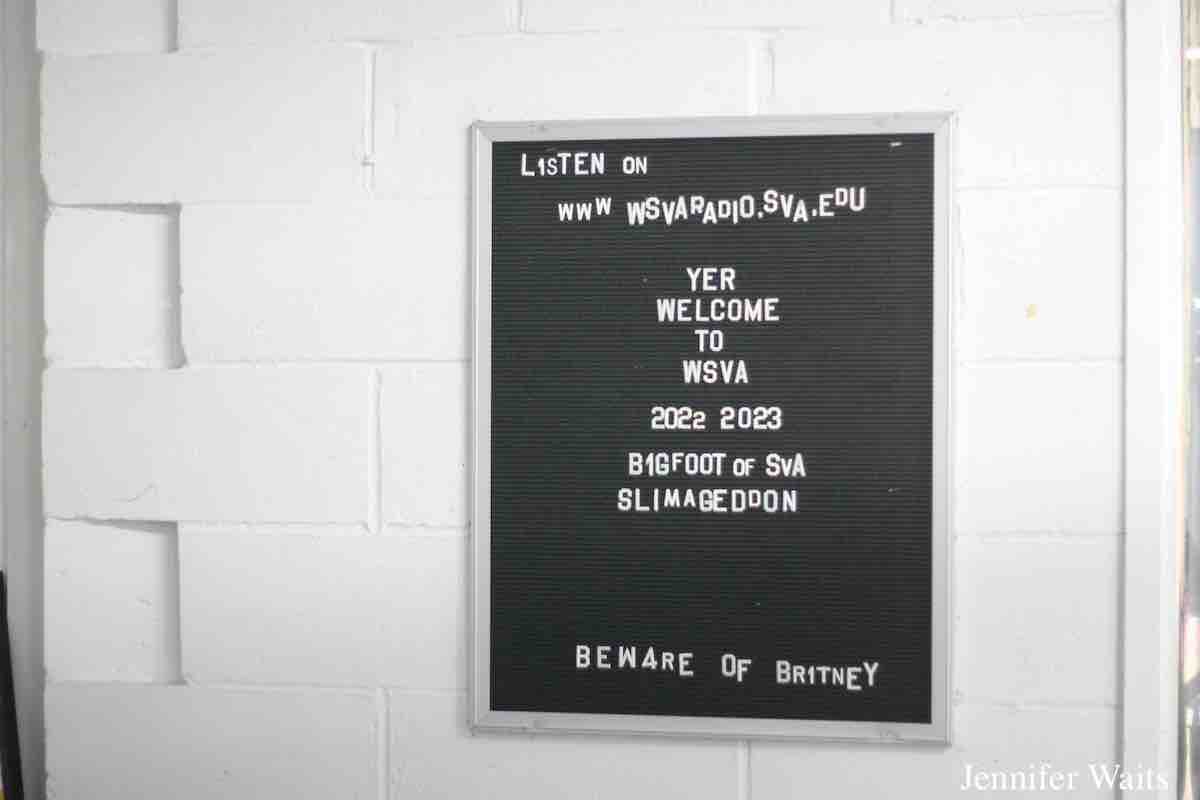 L1STEN ON
WWW WSVARADIO.SVA.EDU
YER
WELCOME
TO
WSVA
2022 2023
B1GFOOT OF SVA
SLIMAGEDDON
BEW4RE OF BR1TNEY
Jennifer Waits